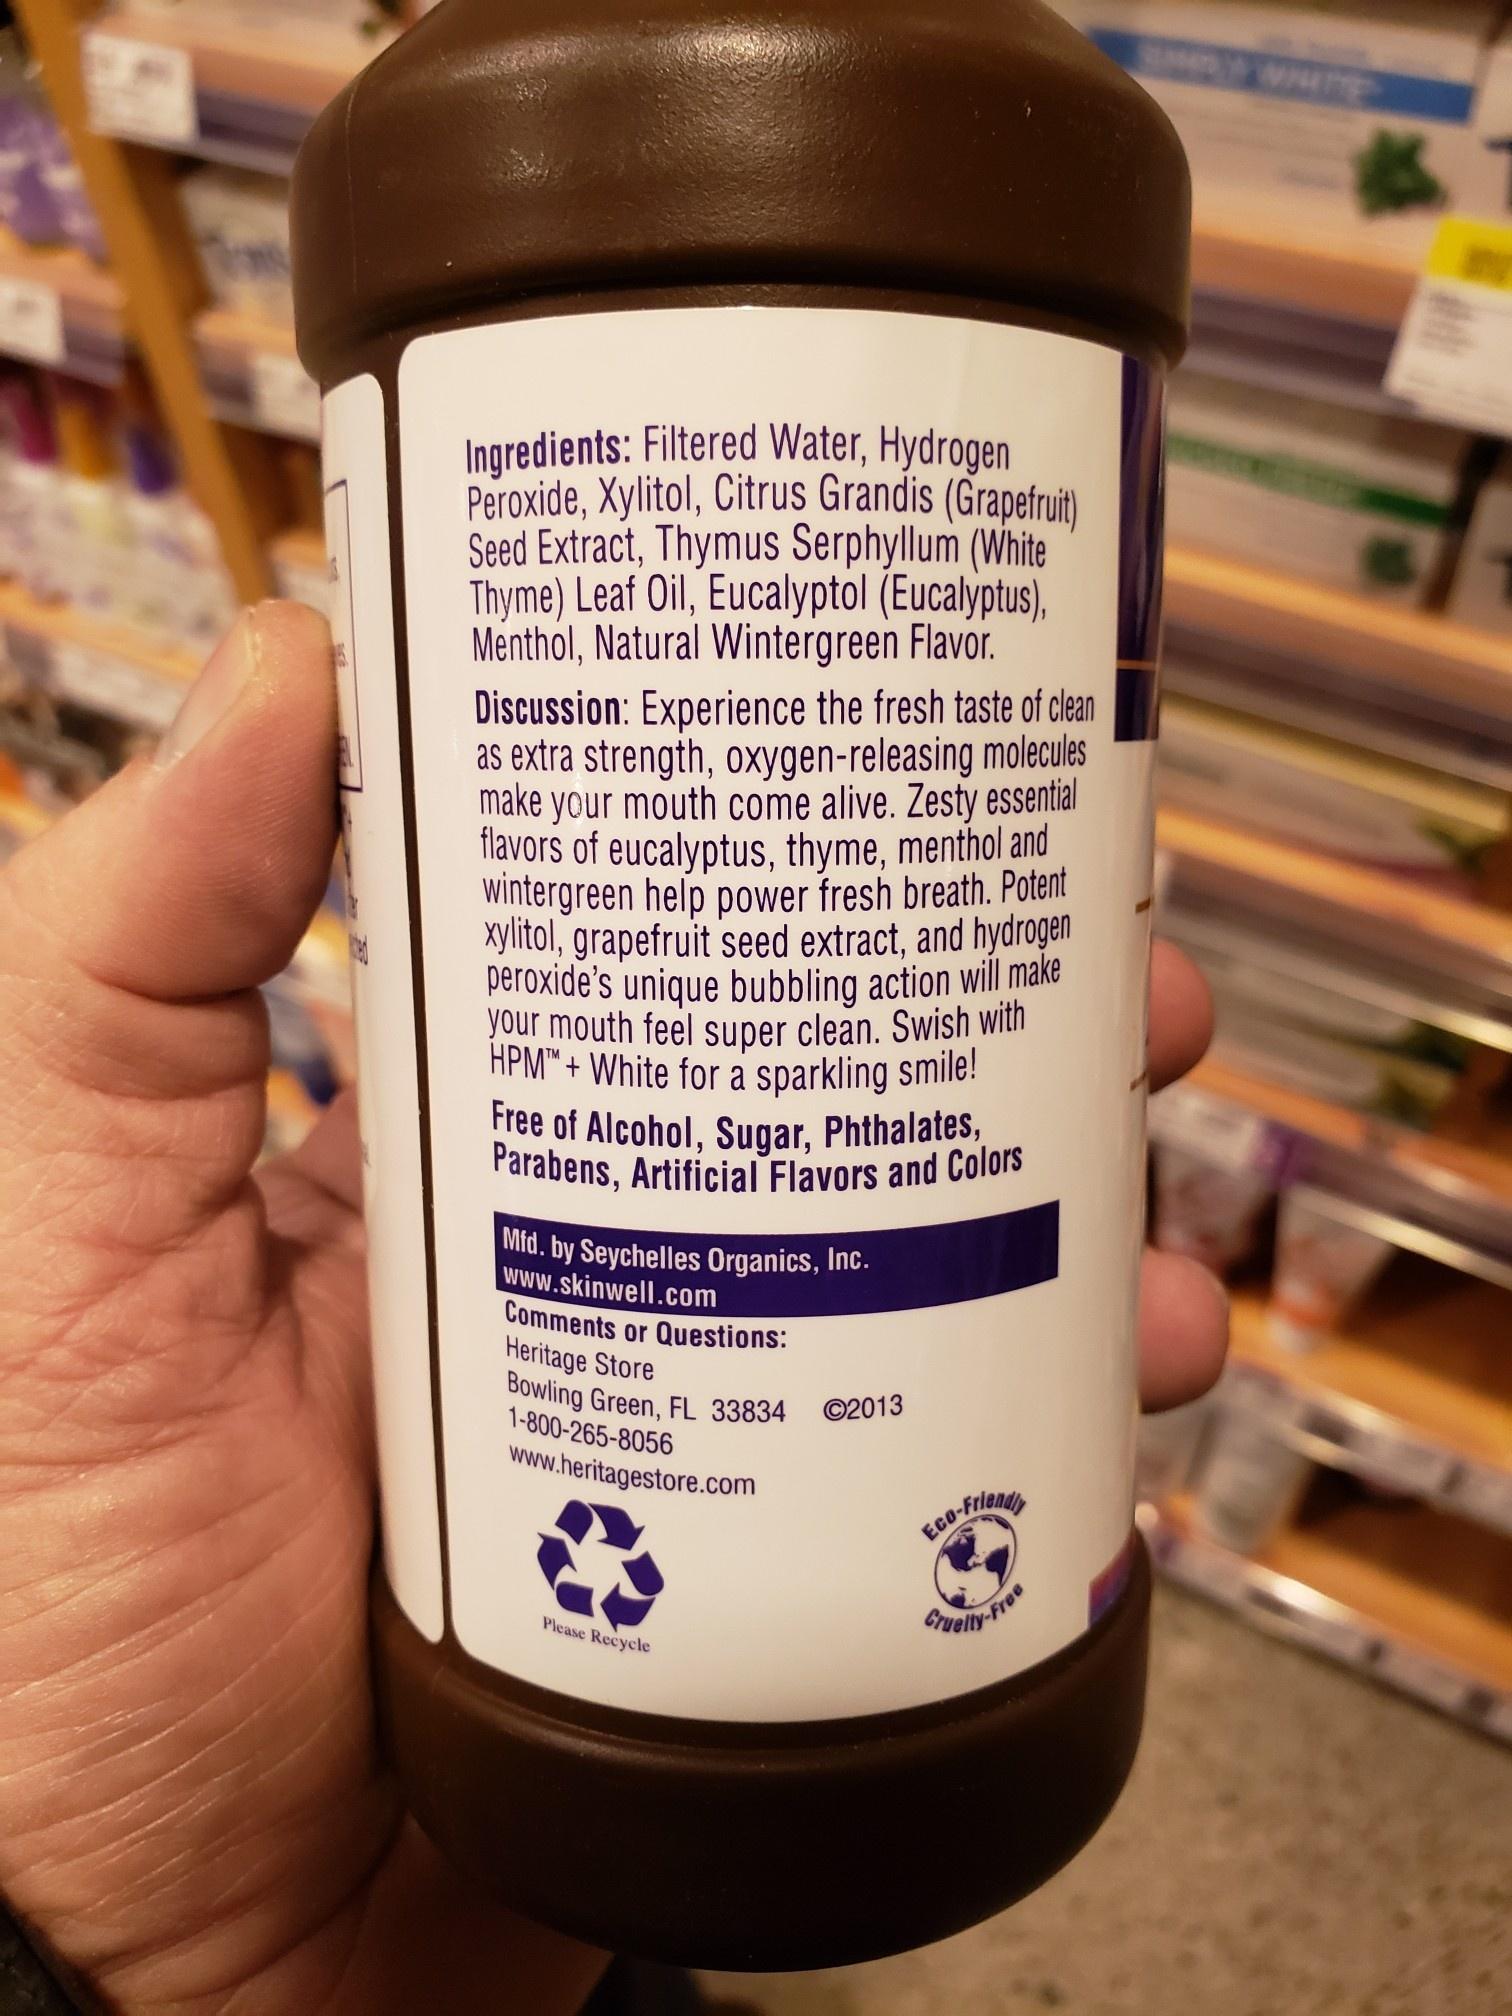 SIMPLY WHITE
Ingredients: Filtered Water, Hydrogen
Peroxide, Xylitol, Citrus Grandis (Grapefruit)
Seed Extract, Thymus Serphyllum (White
Thyme) Leaf Oil, Eucalyptol (Eucalyptus),
Menthol, Natural Wintergreen Flavor.
Discussion: Experience the fresh taste of clean
as extra strength, oxygen-releasing molecules
make your mouth come alive. Zesty essential
flavors of eucalyptus, thyme, menthol and
wintergreen help power fresh breath. Potent
xylitol, grapefruit seed extract, and hydrogen
peroxide's unique bubbling action will make
your mouth feel super clean. Swish with
HPM™+ White for a sparkling smile!
Free of Alcohol, Sugar, Phthalates,
Parabens, Artificial Flavors and Colors
Mfd. by Seychelles Organics, Inc.
www.skinwell.com
Comments or Questions:
Heritage Store
Bowling Green, FL 33834 ©2013
1-800-265-8056
www.heritagestore.com
Please Recycle
Eco-Friendly
Cruelty-Free